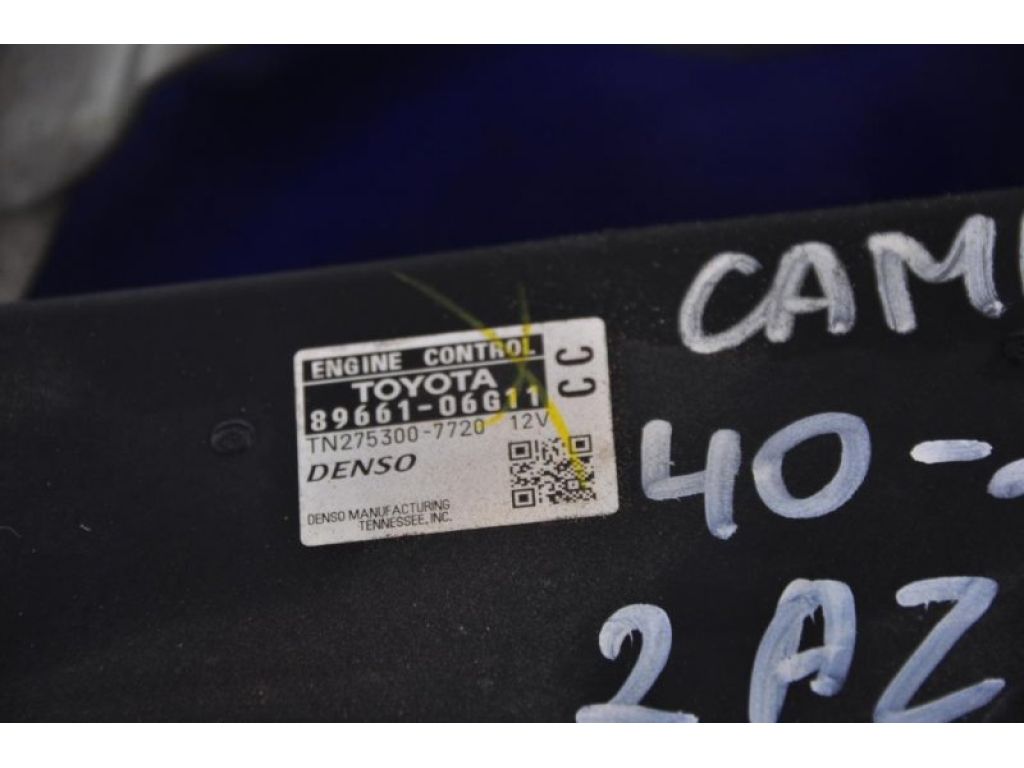 ENGINE CONTROL
TOYOTA
89661-06G11
CC
TN275300-7720 12V
DENSO
DENSO MANUFACTURING
TENNESSEE, INC.
CAM
40-
2AZ